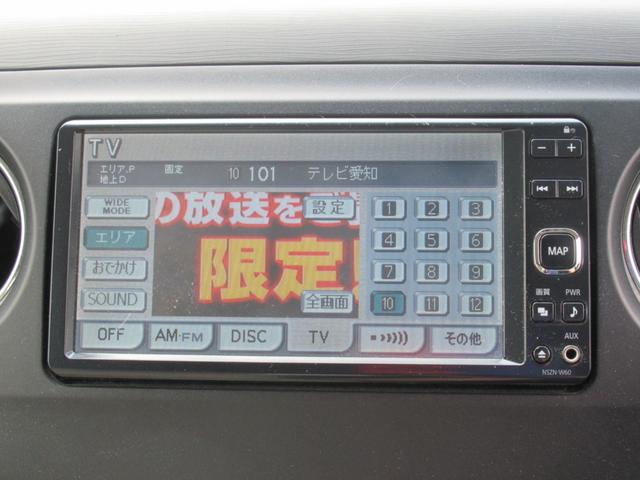 TV
エリア.P 固定 10 101 テレビ愛知
地上D
WIDE MODE
エリア
おでかけ
SOUND
の放送を
限定
設定
全画面
1 2 3
4 5 6
7 8 9
10 11 12
OFF AM·FM DISC TV その他
− +
MAP
画質 PWR
AUX
NSZN-W60